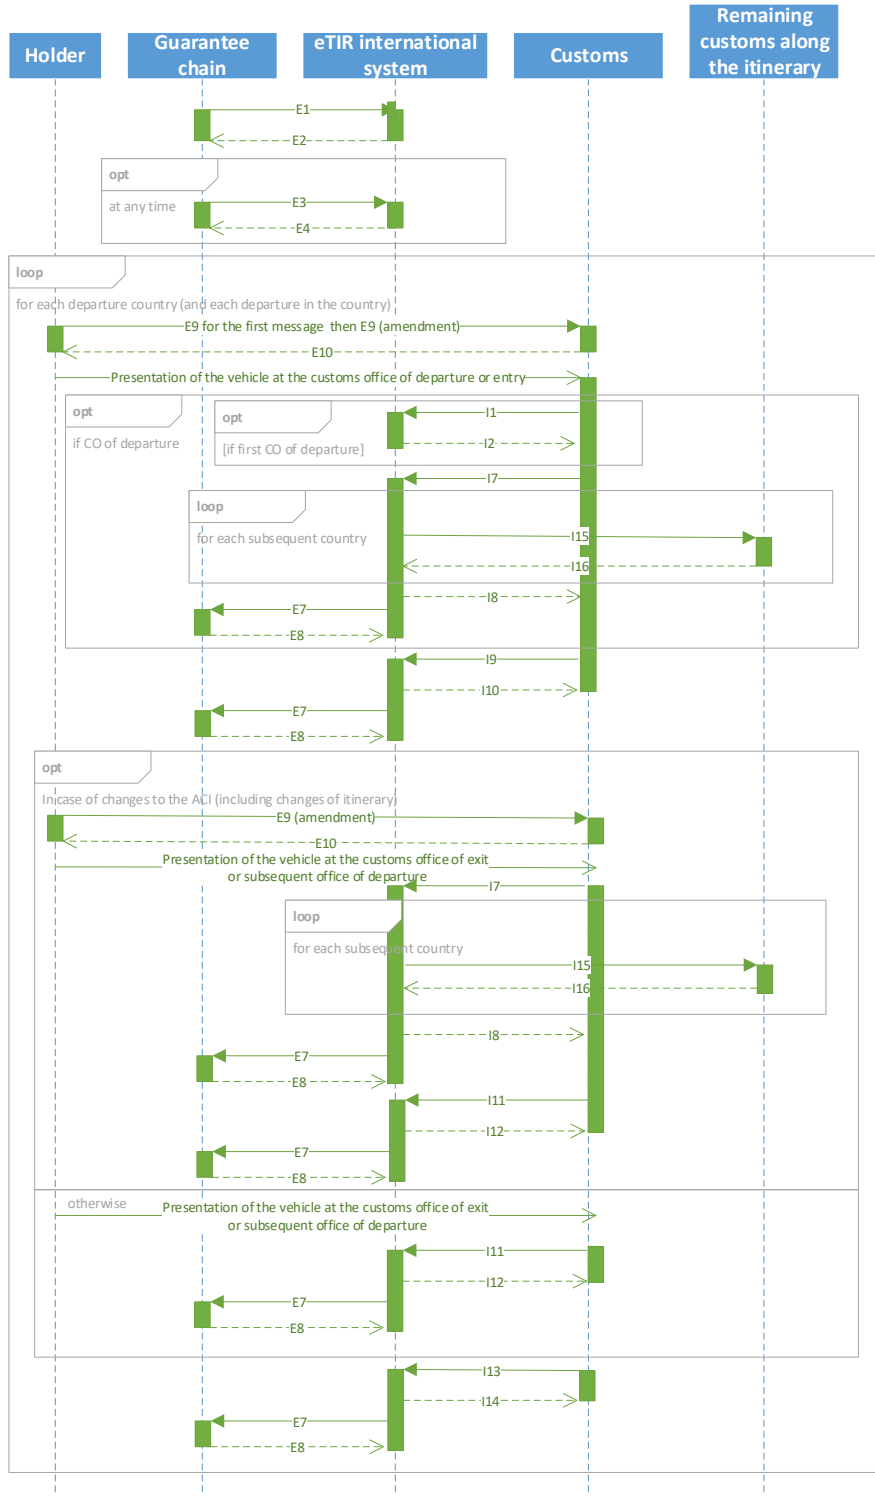 Holder
Guarantee
chain
eTIR international
system
Customs
Remaining
customs along
the itinerary
E1
E2
opt
at any time
E3
E4
loop
for each departure country (and each departure in the country)
E9 for the first message then E9 (amendment)
E10
Presentation of the vehicle at the customs office of departure or entry
opt
if CO of departure
opt
[if first CO of departure]
I1
I2
I7
loop
for each subsequent country
I15
I16
I8
E7
E8
I9
I10
E7
E8
opt
In case of changes to the ACI (including changes of itinerary)
E9 (amendment)
E10
Presentation of the vehicle at the customs office of exit
or subsequent office of departure
I7
loop
for each subsequent country
I15
I16
I8
E7
E8
I11
I12
E7
E8
otherwise
Presentation of the vehicle at the customs office of exit
or subsequent office of departure
I11
I12
E7
E8
I13
I14
E7
E8